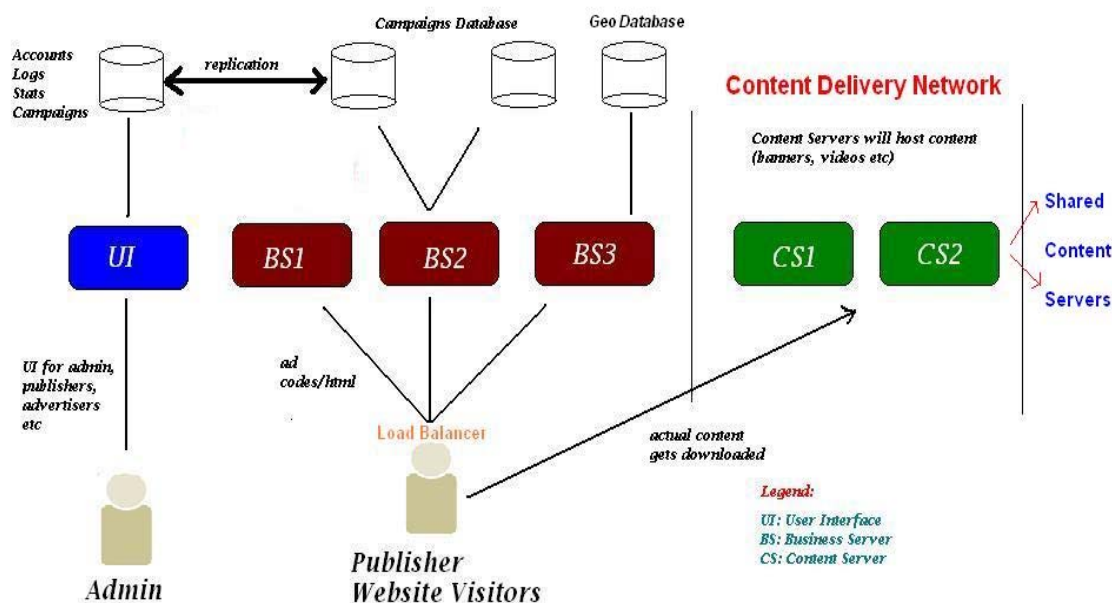 Campaigns Database
Geo Database
Accounts
Logs
Stats
Campaigns
replication
Content Delivery Network
Content Servers will host content
(banners, videos etc)
UI
BS1
BS2
BS3
CS1
CS2
Shared
Content
Servers
UI for admin,
publishers,
advertisers
etc
ad
codes/html
Load Balancer
actual content
gets downloaded
Admin
Publisher
Website Visitors
Legend:
UI: User Interface
BS: Business Server
CS: Content Server